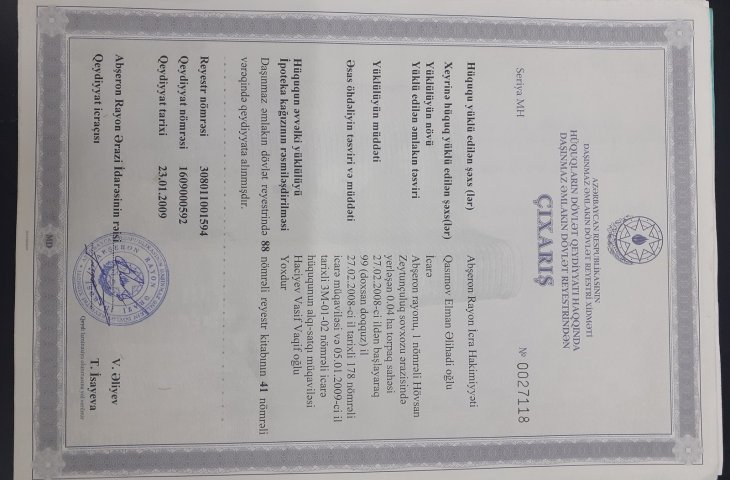 AZƏRBAYCAN RESPUBLİKASININ
DAŞINMAZ ƏMLAKIN DÖVLƏT REYESTRİ XİDMƏTİ
HÜQUQLARIN DÖVLƏT QEYDİYYATI HAQQINDA
DAŞINMAZ ƏMLAKIN DÖVLƏT REYESTRİNDƏN
ÇIXARIŞ
Seriya MH № 0027118
Hüququ yüklü edilən şəxs (lər) Abşeron Rayon İcra Hakimiyyəti
Xeyrinə hüquq yüklü edilən şəxs(lər) Qasımov Elman Əlihadi oğlu
Yüklülüyün növü İcarə
Yüklü edilən əmlakın təsviri Abşeron rayonu, 1 nömrəli Hövsan
Zeytunçuluq sovxozu ərazisində
yerləşən 0.04 ha torpaq sahəsi
Yüklülüyün müddəti 27.02.2008-ci ildən başlayaraq
99 (doxsan doqquz) il
Əsas öhdəliyin təsviri və müddəti 27.02.2008-ci il tarixli 178 nömrəli
icarə müqaviləsi və 05.01.2009-ci il
tarixli 3M-01-02 nömrəli icarə
hüququnun alqı-satqı müqaviləsi
Hüququn əvvəlki yüklülüyü Haciyev Vasif Vaqif oğlu
İpoteka kağızının rəsmiləşdirilməsi Yoxdur
Daşınmaz əmlakın dövlət reyestrində 88 nömrəli reyestr kitabının 41 nömrəli
vərəqində qeydiyyata alınmışdır.
Reyestr nömrəsi 308011001594
Qeydiyyat nömrəsi 1609000592
Qeydiyyat tarixi 23.01.2009
Abşeron Rayon Ərazi İdarəsinin rəisi V. Əliyev
Qeydiyyat icraçısı T. İsayeva
MD